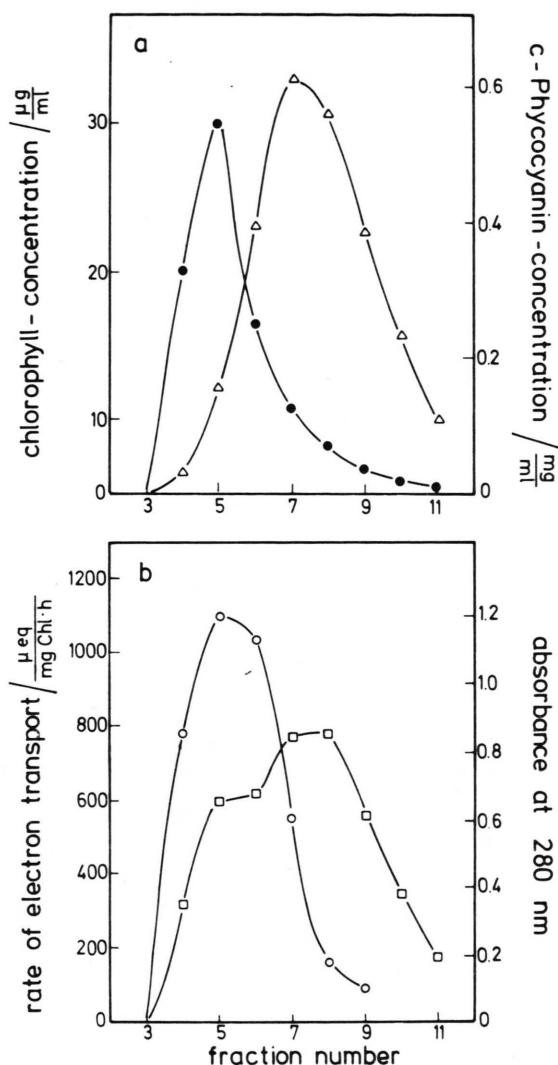 a
chlorophyll-concentration / µg/ml
30
20
10
0
c-Phycocyanin-concentration / mg/ml
0.6
0.4
0.2
0
3 5 7 9 11
b
rate of electron transport / µeq/mg Chl·h
1200
1000
800
600
400
200
0
absorbance at 280 nm
1.2
1.0
0.8
0.6
0.4
0.2
0
3 5 7 9 11
fraction number